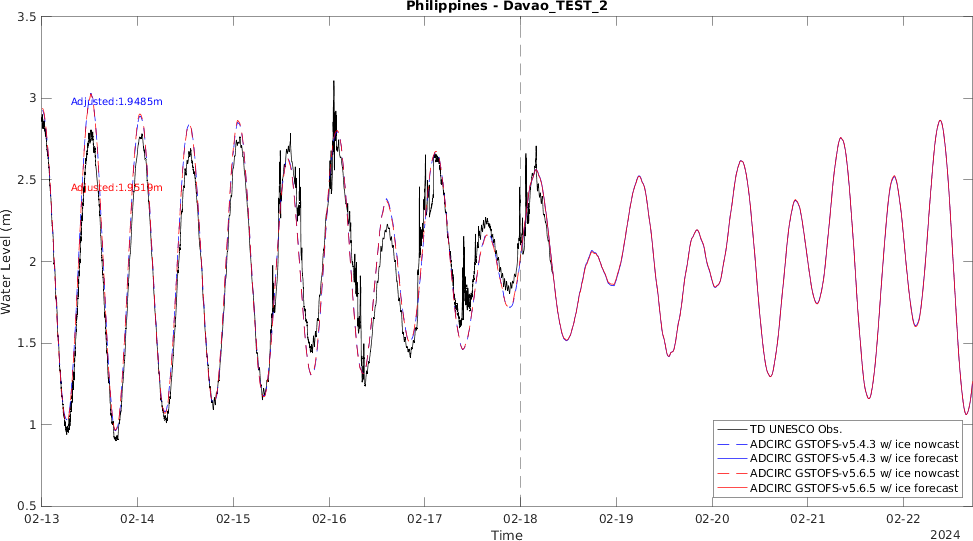 Philippines - Davao_TEST_2
3.5
3
2.5
2
1.5
1
0.5
Water Level (m)
Adjusted:1.9485m
Adjusted:1.9519m
TD UNESCO Obs.
ADCIRC GSTOFS-v5.4.3 w/ ice nowcast
ADCIRC GSTOFS-v5.4.3 w/ ice forecast
ADCIRC GSTOFS-v5.6.5 w/ ice nowcast
ADCIRC GSTOFS-v5.6.5 w/ ice forecast
02-13 02-14 02-15 02-16 02-17 02-18 02-19 02-20 02-21 02-22
Time
2024